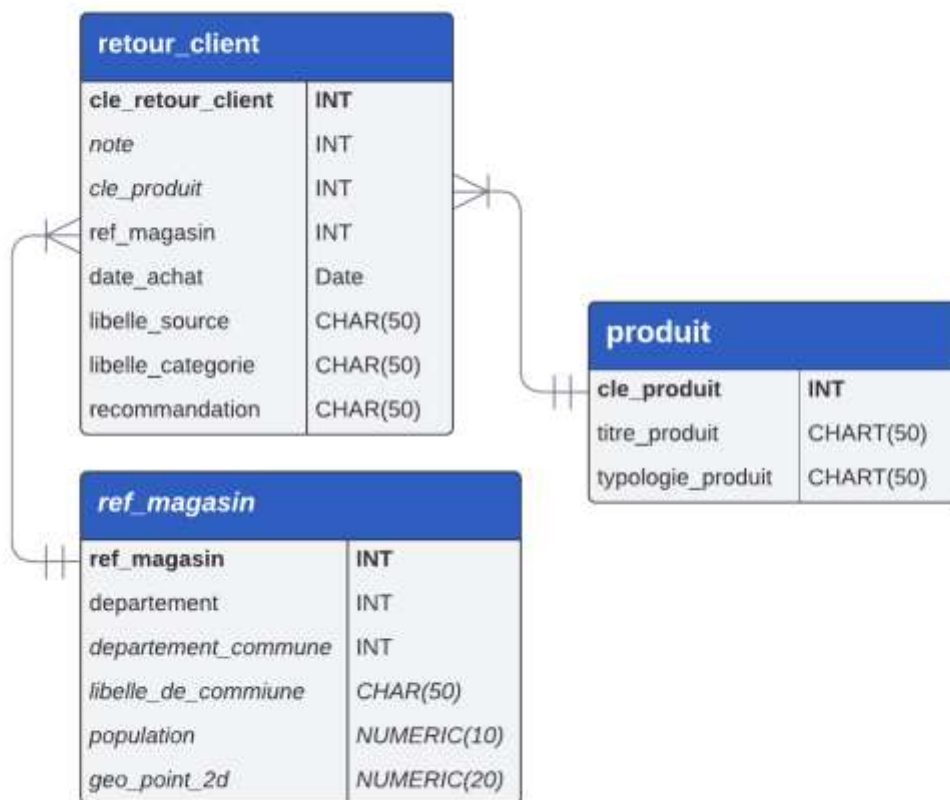 retour_client
cle_retour_client INT
note INT
cle_produit INT
ref_magasin INT
date_achat Date
libelle_source CHAR(50)
libelle_categorie CHAR(50)
recommandation CHAR(50)
produit
cle_produit INT
titre_produit CHART(50)
typologie_produit CHART(50)
ref_magasin
ref_magasin INT
departement INT
departement_commune INT
libelle_de_commiune CHAR(50)
population NUMERIC(10)
geo_point_2d NUMERIC(20)